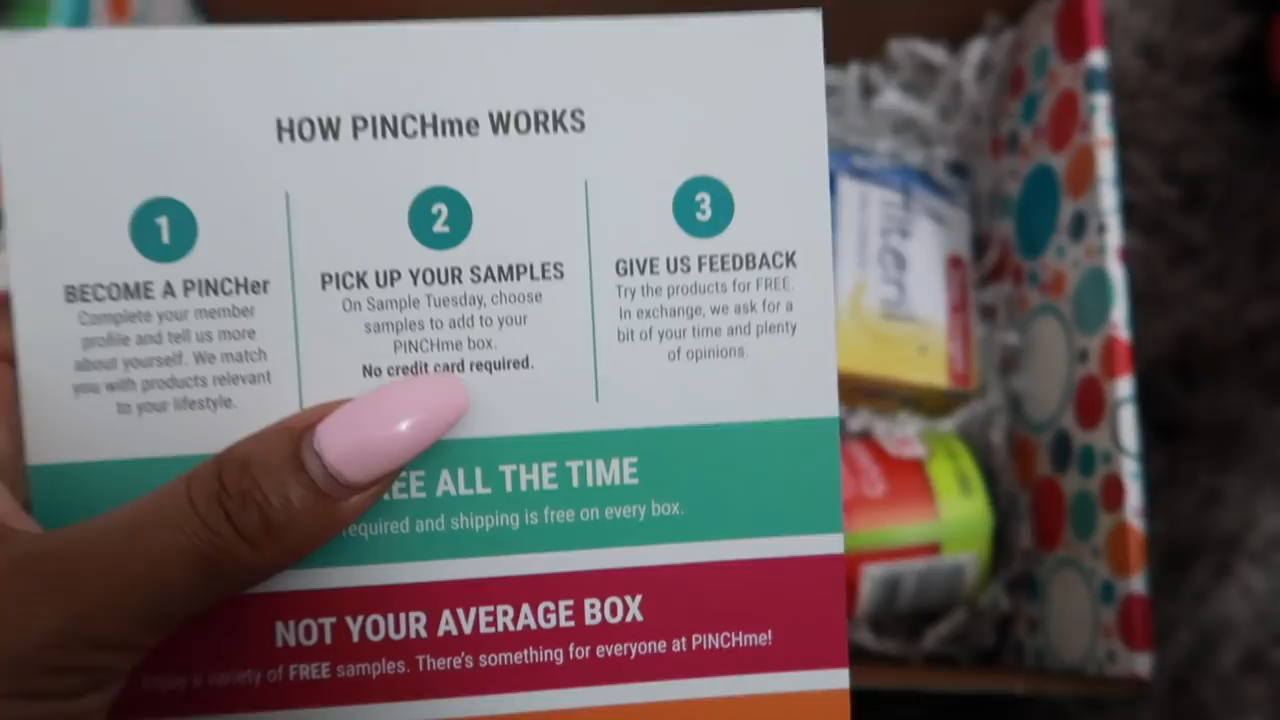 HOW PINCHme WORKS
1
BECOME A PINCHer
Complete your member
profile and tell us more
about yourself. We match
you with products relevant
to your lifestyle.
2
PICK UP YOUR SAMPLES
On Sample Tuesday, choose
samples to add to your
PINCHme box.
No credit card required.
3
GIVE US FEEDBACK
Try the products for FREE.
In exchange, we ask for a
bit of your time and plenty
of opinions.
ALL THE TIME
required and shipping is free on every box.
NOT YOUR AVERAGE BOX
variety of FREE samples. There's something for everyone at PINCHme!